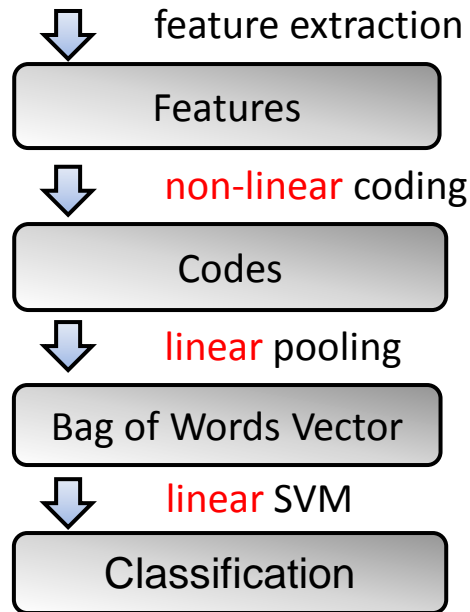 feature extraction
Features
non-linear coding
Codes
linear pooling
Bag of Words Vector
linear SVM
Classification